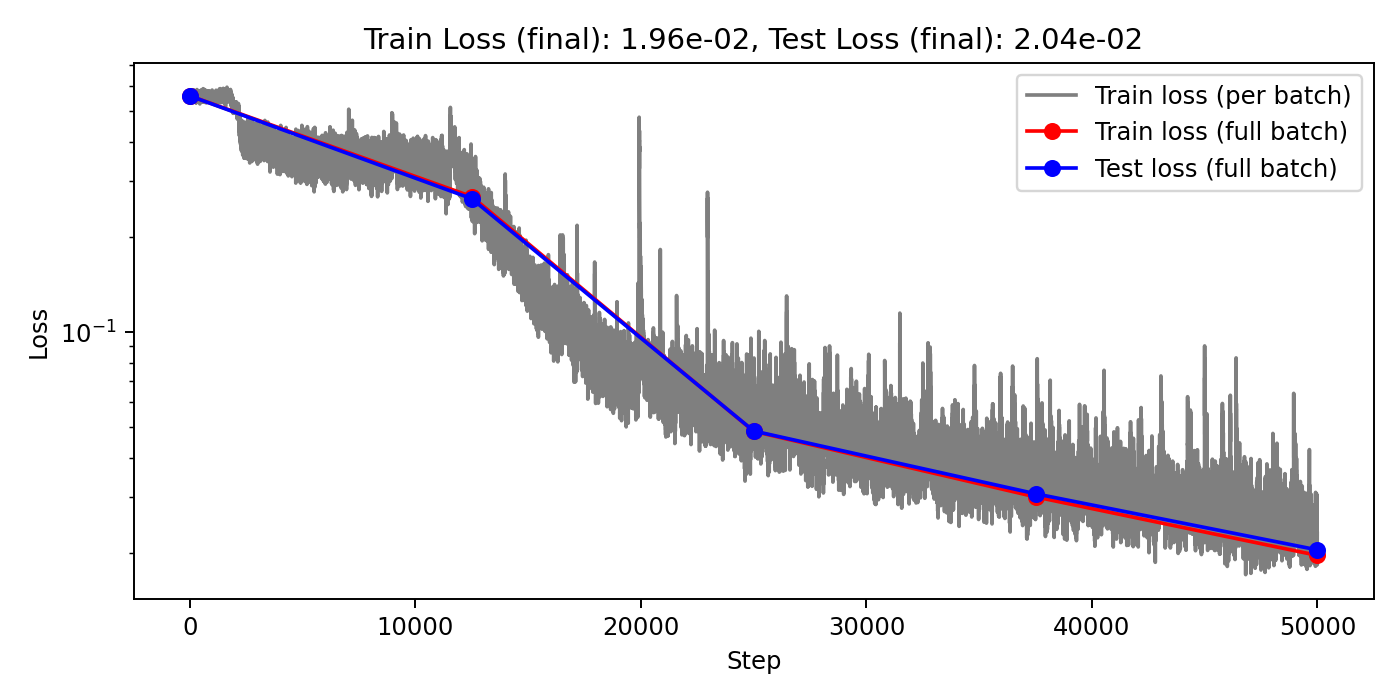 Train Loss (final): 1.96e-02, Test Loss (final): 2.04e-02
Train loss (per batch)
Train loss (full batch)
Test loss (full batch)
Loss
10⁻¹
0 10000 20000 30000 40000 50000
Step